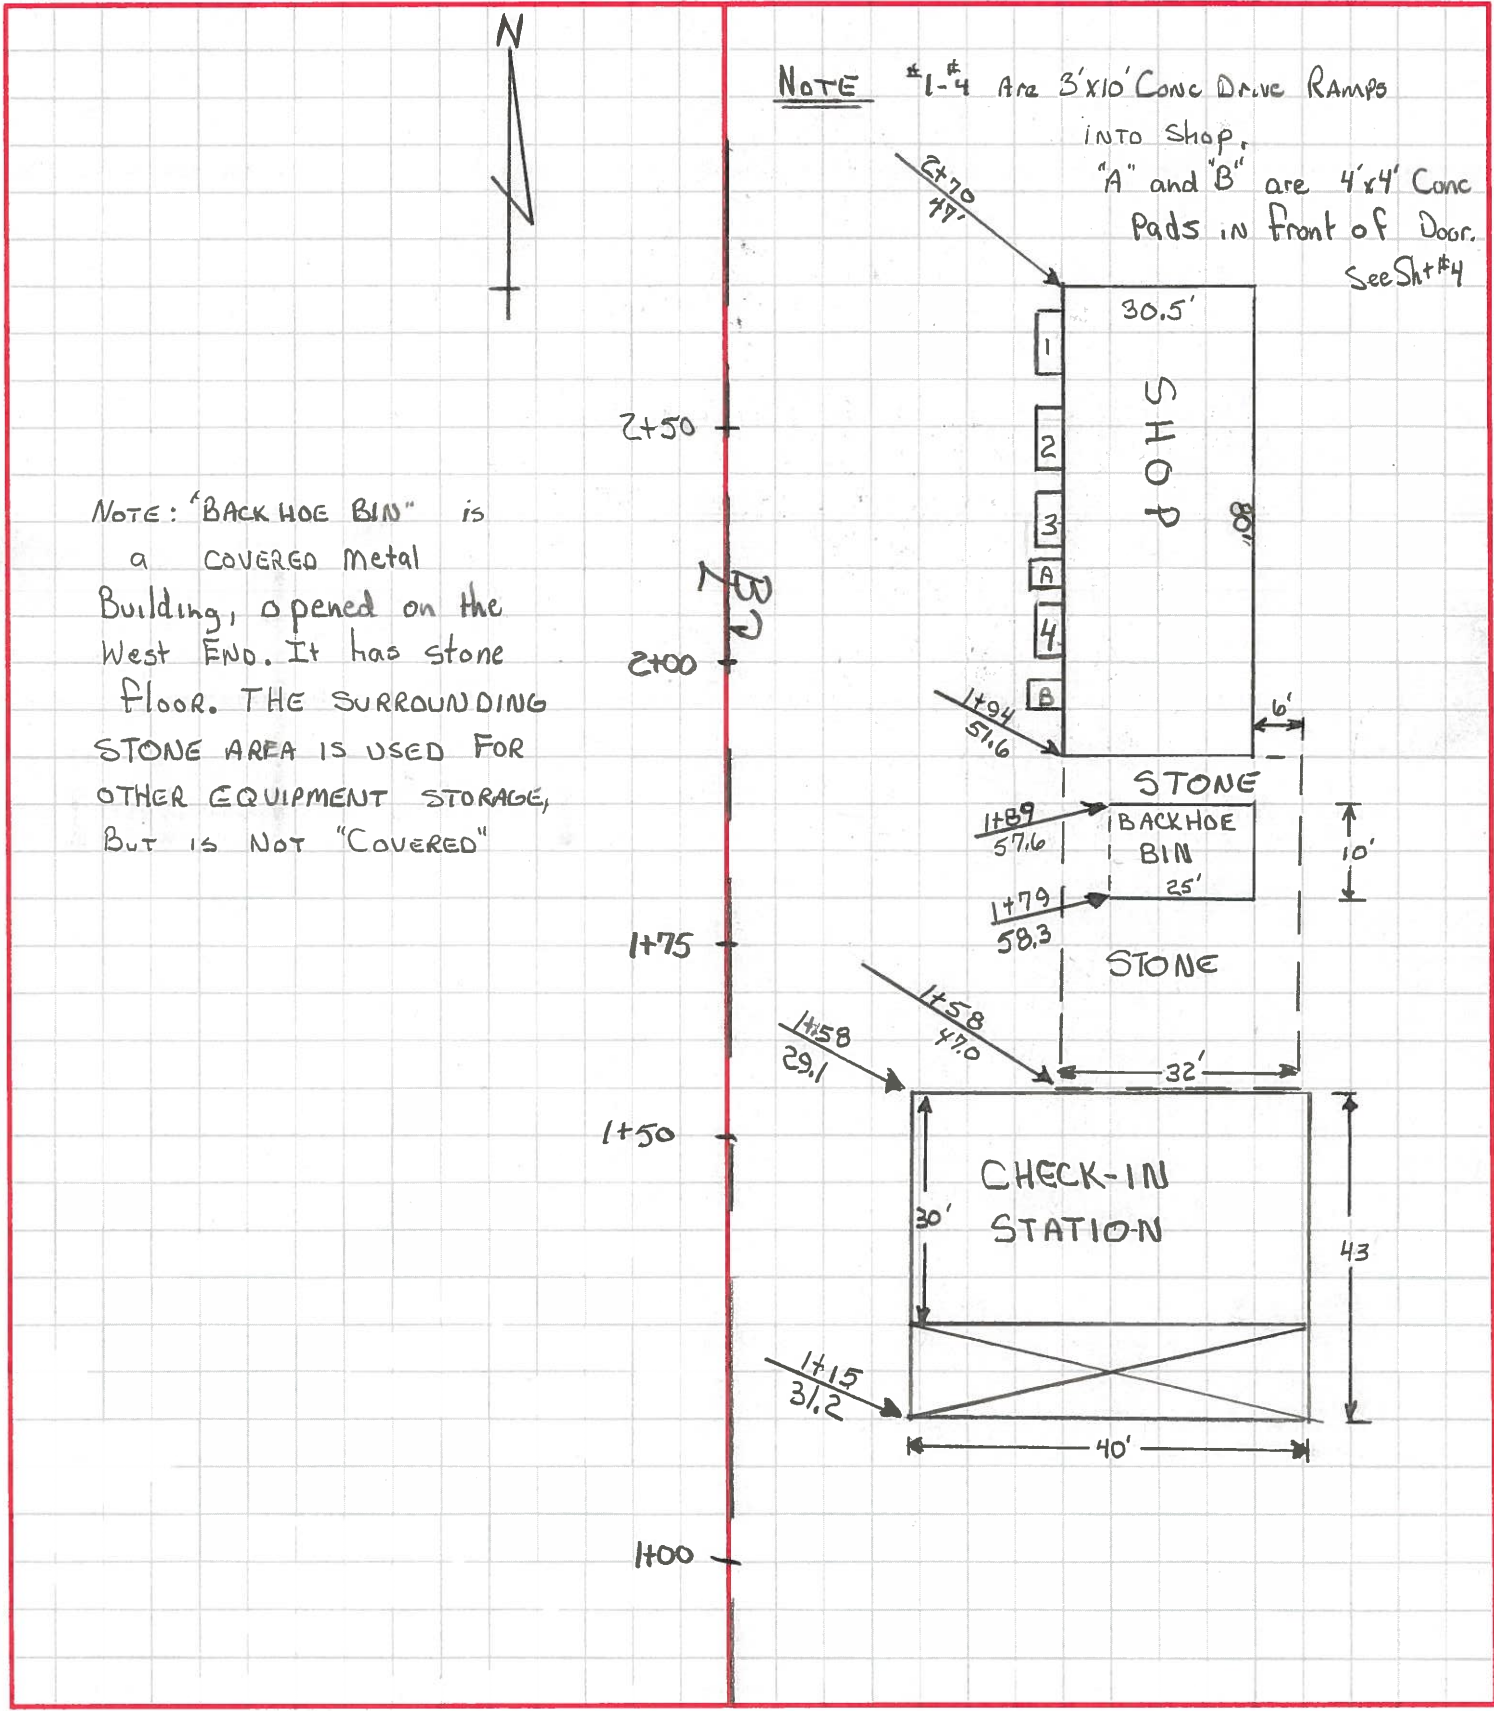 N
NOTE #1-#4 Are 3'x10' Conc Drive RAMPS
INTO Shop.
"A" and "B" are 4'x4' Conc
Pads IN front of Door.
See Sht #4
2+70
47'
30.5'
1
SHOP
2+50
2
80'
3
NOTE: "BACKHOE BIN" is
a COVERED Metal
Building, opened on the
West END. It has stone
floor. THE SURROUNDING
STONE AREA IS USED FOR
OTHER EQUIPMENT STORAGE,
BUT IS NOT "COVERED"
A
4
2+00
B
1+94
51.6
6'
STONE
1+89
57.6
BACKHOE
BIN
25'
10'
1+79
58.3
1+75
STONE
1+58
47.0
1+58
29.1
32'
1+50
CHECK-IN
STATION
30'
43
1+15
31.2
40'
1+00